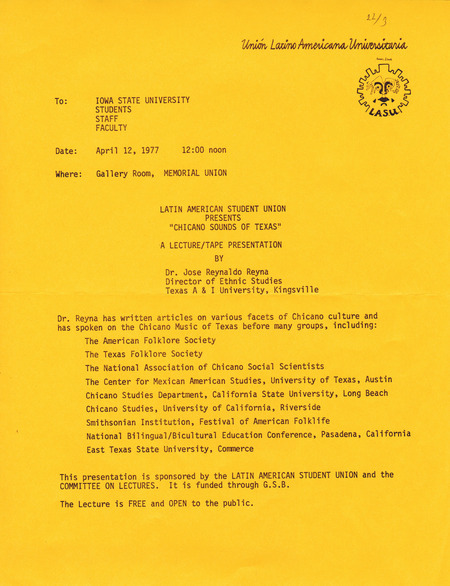 22/3
Unión Latino Americana Universitaria
L.A.S.U.
To: IOWA STATE UNIVERSITY
STUDENTS
STAFF
FACULTY
Date: April 12, 1977 12:00 noon
Where: Gallery Room, MEMORIAL UNION
LATIN AMERICAN STUDENT UNION
PRESENTS
"CHICANO SOUNDS OF TEXAS"
A LECTURE/TAPE PRESENTATION
BY
Dr. Jose Reynaldo Reyna
Director of Ethnic Studies
Texas A & I University, Kingsville
Dr. Reyna has written articles on various facets of Chicano culture and
has spoken on the Chicano Music of Texas before many groups, including:
The American Folklore Society
The Texas Folklore Society
The National Association of Chicano Social Scientists
The Center for Mexican American Studies, University of Texas, Austin
Chicano Studies Department, California State University, Long Beach
Chicano Studies, University of California, Riverside
Smithsonian Institution, Festival of American Folklife
National Bilingual/Bicultural Education Conference, Pasadena, California
East Texas State University, Commerce
This presentation is sponsored by the LATIN AMERICAN STUDENT UNION and the
COMMITTEE ON LECTURES. It is funded through G.S.B.
The Lecture is FREE and OPEN to the public.